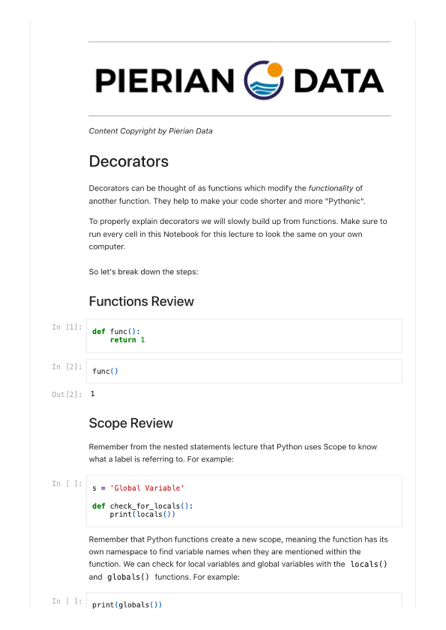 PIERIAN DATA
Content Copyright by Pierian Data
Decorators
Decorators can be thought of as functions which modify the functionality of
another function. They help to make your code shorter and more "Pythonic".
To properly explain decorators we will slowly build up from functions. Make sure to
run every cell in this Notebook for this lecture to look the same on your own
computer.
So let's break down the steps:
Functions Review
In [1]: def func():
    return 1
In [2]: func()
Out[2]: 1
Scope Review
Remember from the nested statements lecture that Python uses Scope to know
what a label is referring to. For example:
In [ ]: s = 'Global Variable'

def check_for_locals():
    print(locals())
Remember that Python functions create a new scope, meaning the function has its
own namespace to find variable names when they are mentioned within the
function. We can check for local variables and global variables with the locals()
and globals() functions. For example:
In [ ]: print(globals())